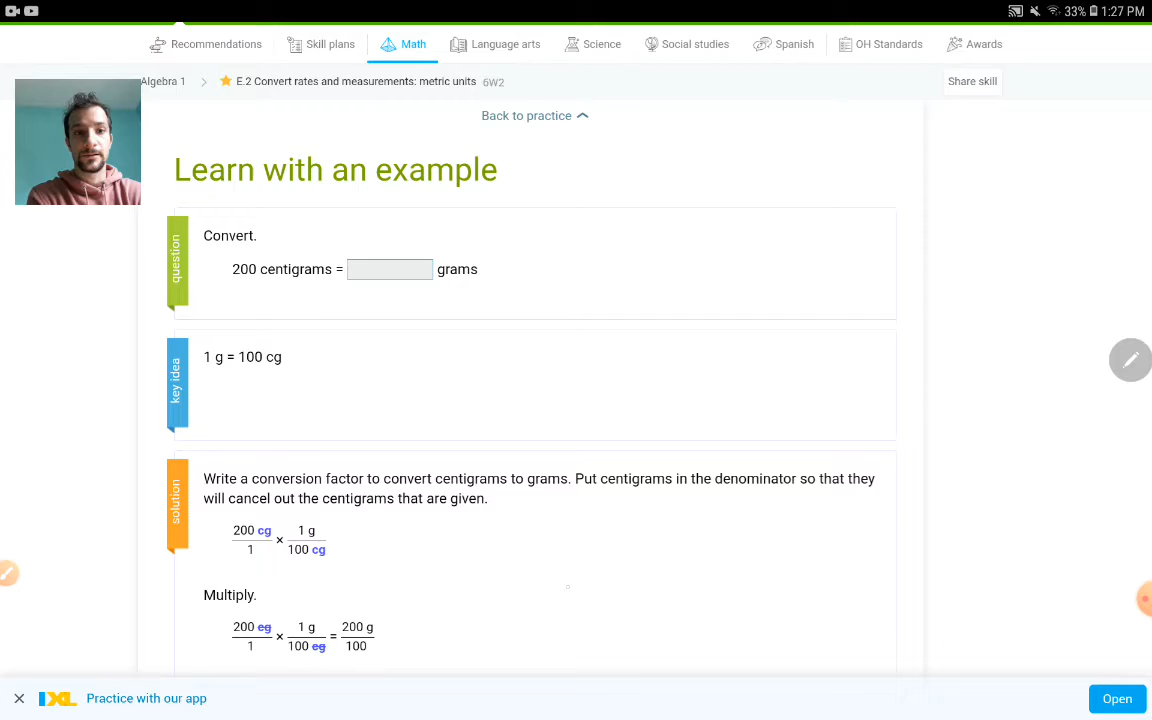 33% 1:27 PM
Recommendations Skill plans Math Language arts Science Social studies Spanish OH Standards Awards
Algebra 1 > E.2 Convert rates and measurements: metric units 6W2 Share skill
Back to practice
Learn with an example
question
Convert.
200 centigrams = grams
key idea
1 g = 100 cg
solution
Write a conversion factor to convert centigrams to grams. Put centigrams in the denominator so that they
will cancel out the centigrams that are given.
200 cg 1 g
×
1 100 cg
Multiply.
200 cg 1 g 200 g
× =
1 100 cg 100
IXL Practice with our app Open